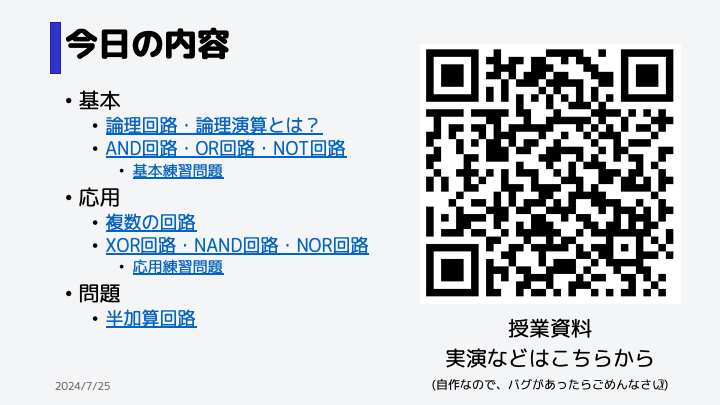 今日の内容
• 基本
• 論理回路・論理演算とは？
• AND回路・OR回路・NOT回路
• 基本練習問題
• 応用
• 複数の回路
• XOR回路・NAND回路・NOR回路
• 応用練習問題
• 問題
• 半加算回路
授業資料
実演などはこちらから
(自作なので、バグがあったらごめんなさい)
2024/7/25